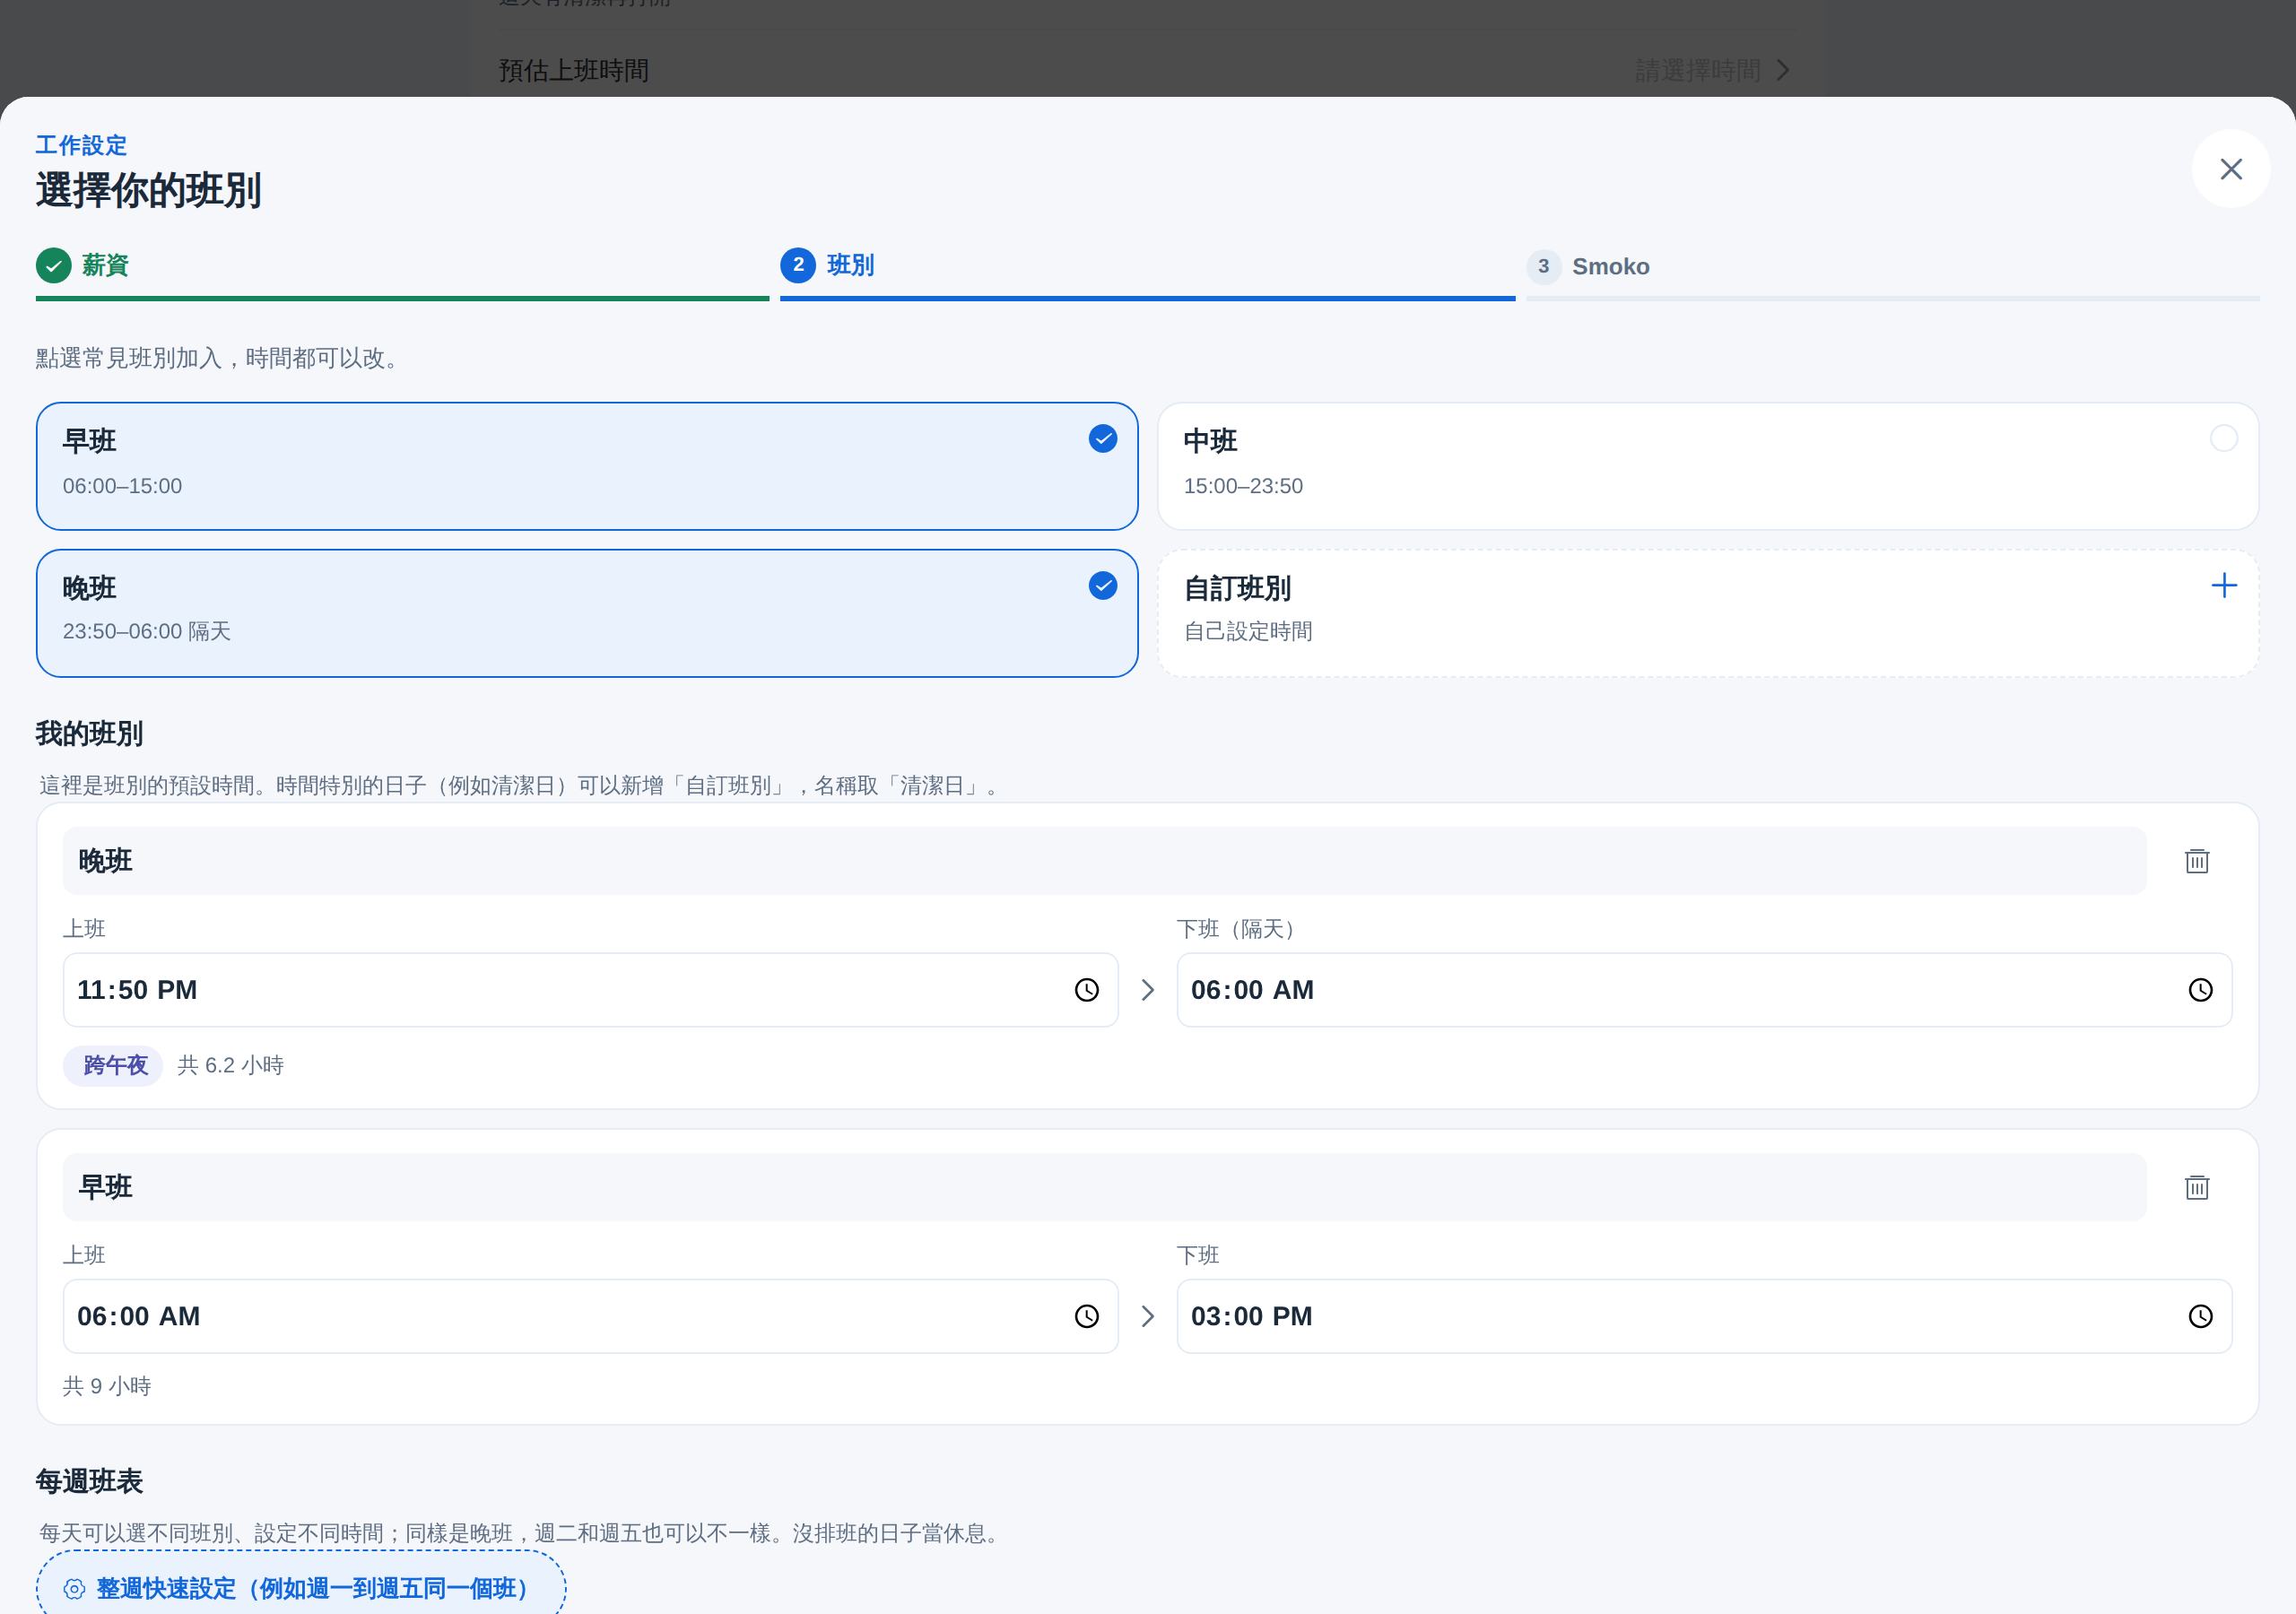 預估上班時間
請選擇時間
工作設定
選擇你的班別
薪資
2 班別
3 Smoko
點選常見班別加入，時間都可以改。
早班
06:00–15:00
中班
15:00–23:50
晚班
23:50–06:00 隔天
自訂班別
自己設定時間
我的班別
這裡是班別的預設時間。時間特別的日子（例如清潔日）可以新增「自訂班別」，名稱取「清潔日」。
晚班
上班
下班（隔天）
11:50 PM
06:00 AM
跨午夜 共 6.2 小時
早班
上班
下班
06:00 AM
03:00 PM
共 9 小時
每週班表
每天可以選不同班別、設定不同時間；同樣是晚班，週二和週五也可以不一樣。沒排班的日子當休息。
整週快速設定（例如週一到週五同一個班）